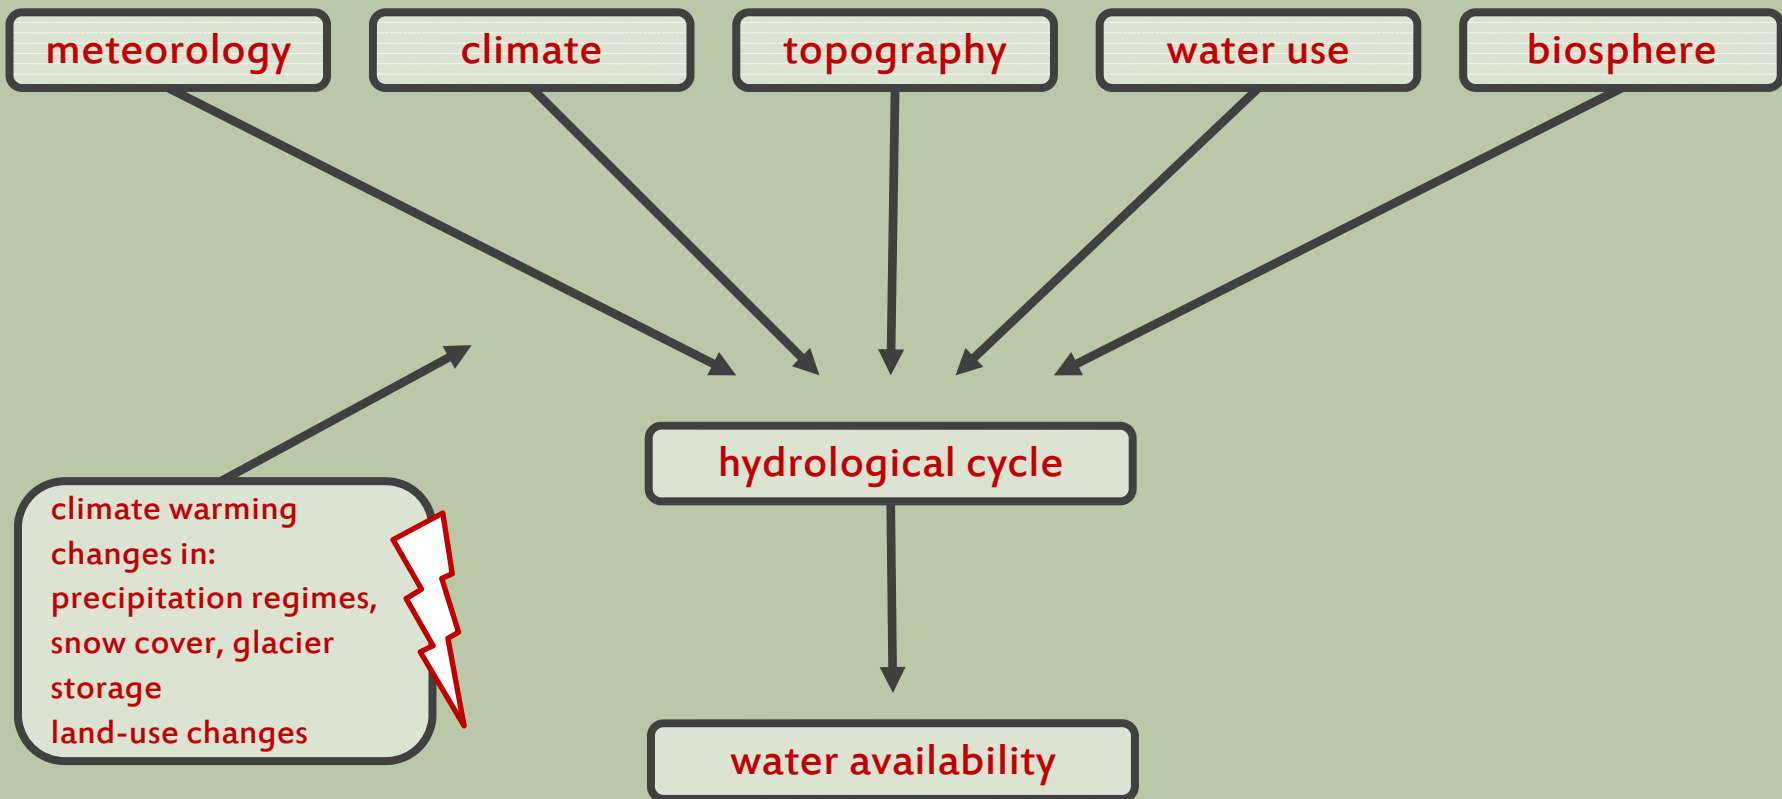 meteorology
climate
topography
water use
biosphere
hydrological cycle
climate warming
changes in:
precipitation regimes,
snow cover, glacier
storage
land-use changes
water availability